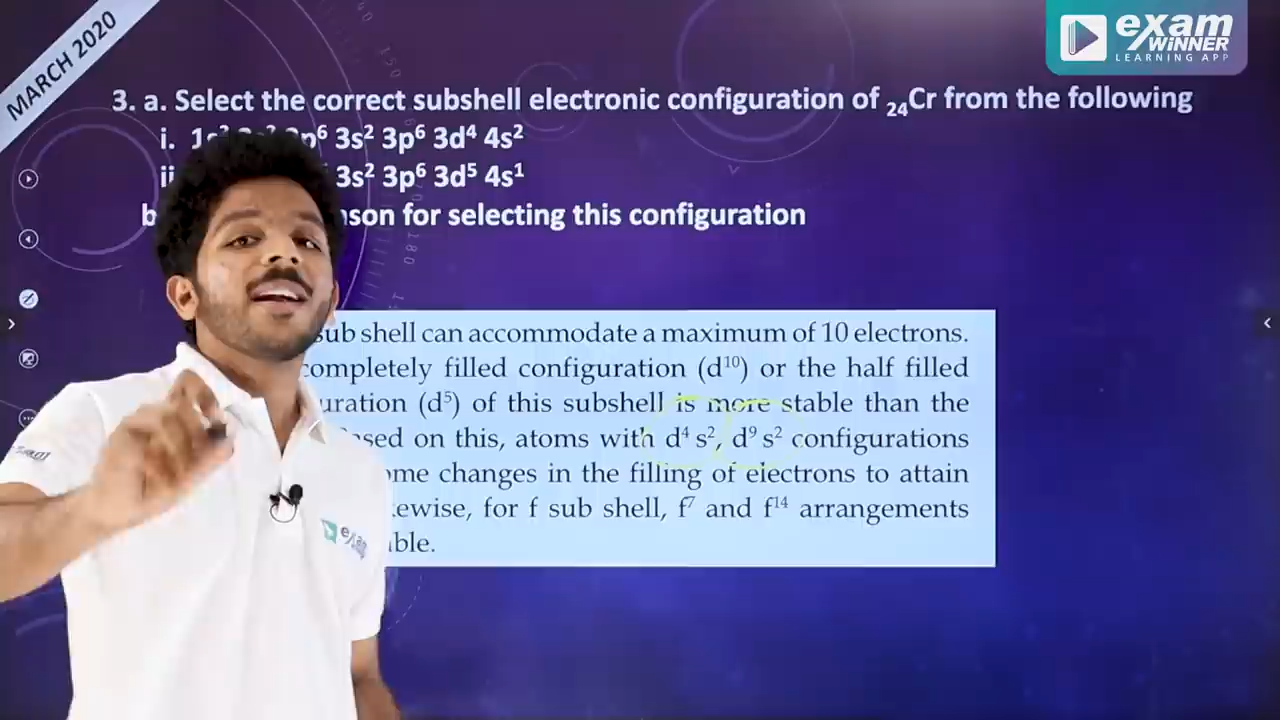 MARCH 2020
exam
WINNER
LEARNING APP
3. a. Select the correct subshell electronic configuration of ₂₄Cr from the following
i. 3s² 3p⁶ 3d⁴ 4s²
3s² 3p⁶ 3d⁵ 4s¹
for selecting this configuration
sub shell can accommodate a maximum of 10 electrons.
completely filled configuration (d¹⁰) or the half filled
(d⁵) of this subshell is more stable than the
on this, atoms with d⁴ s², d⁹ s² configurations
changes in the filling of electrons to attain
for f sub shell, f⁷ and f¹⁴ arrangements